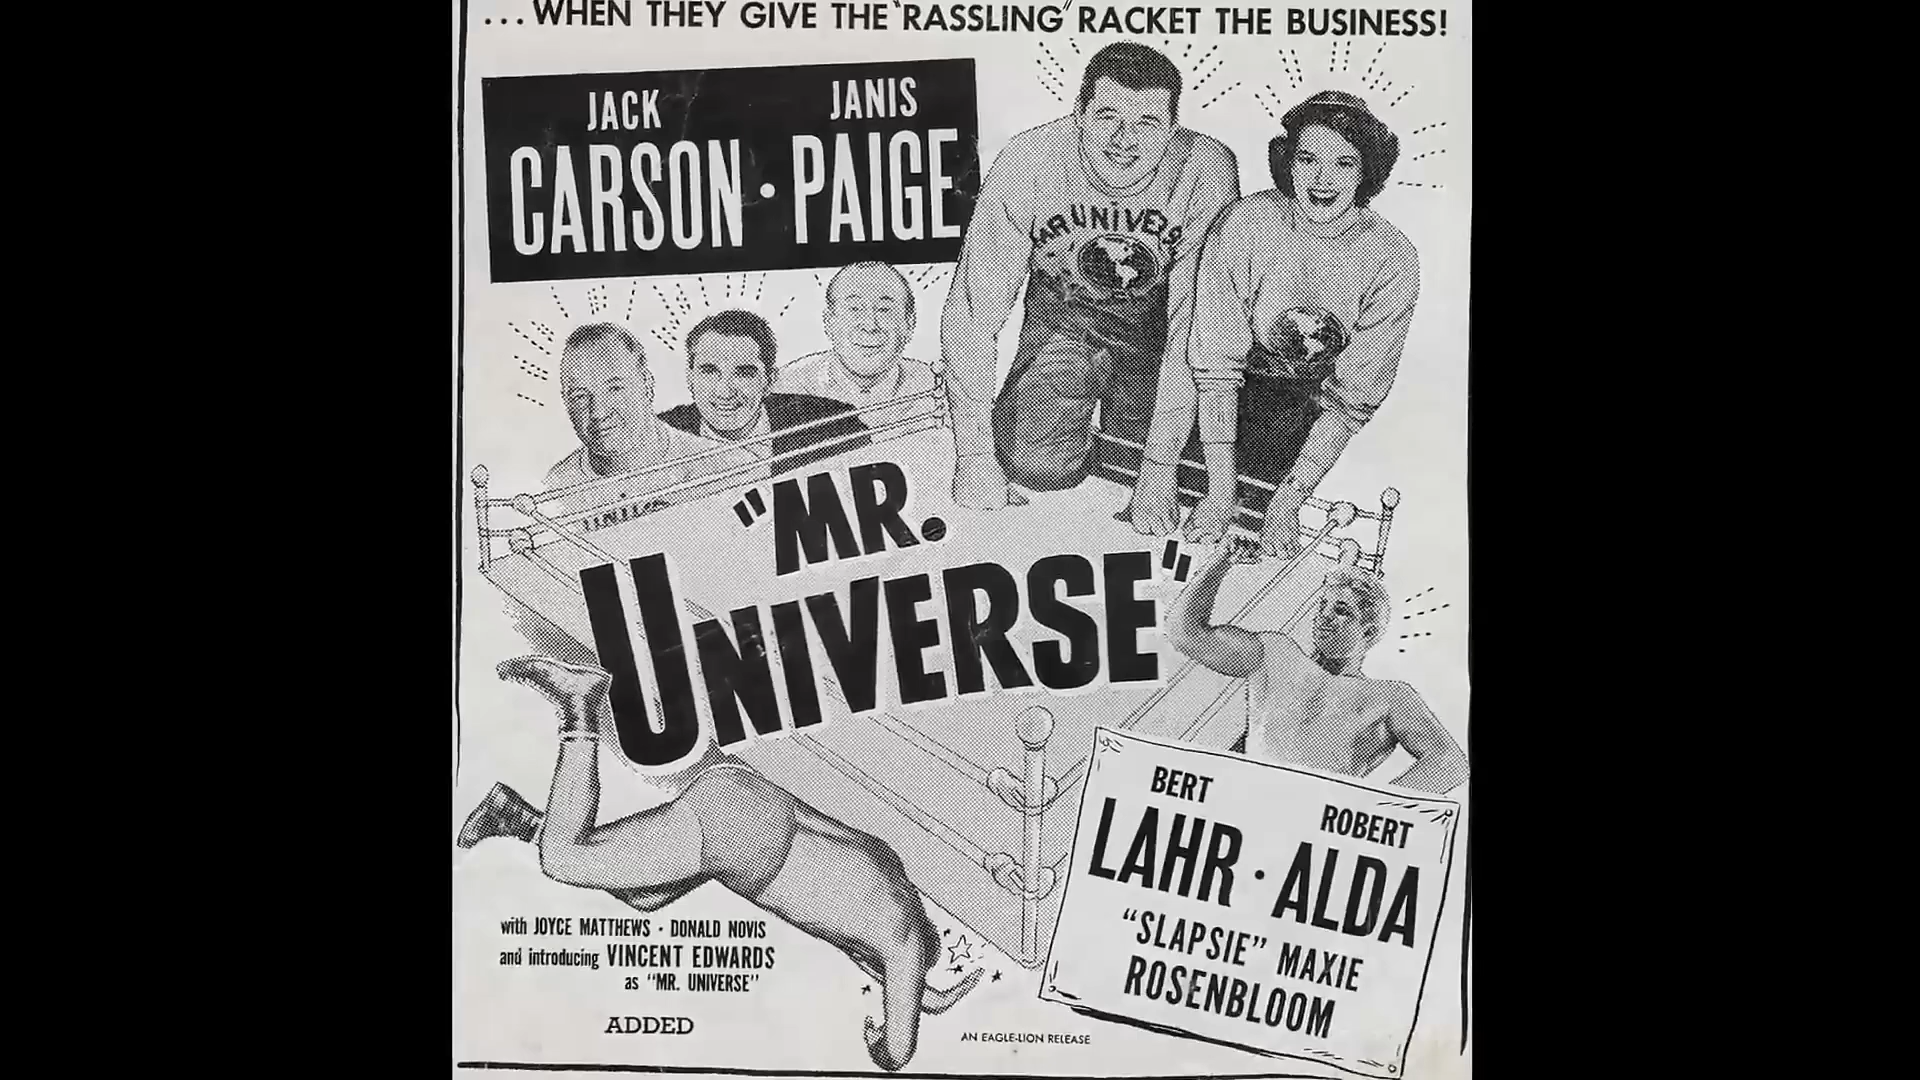 ...WHEN THEY GIVE THE "RASSLING" RACKET THE BUSINESS!
JACK
CARSON
·
JANIS
PAIGE
MR UNIVERS
"MR.
UNIVERSE"
BERT
LAHR
·
ROBERT
ALDA
"SLAPSIE" MAXIE
ROSENBLOOM
with JOYCE MATTHEWS · DONALD NOVIS
and introducing VINCENT EDWARDS
as "MR. UNIVERSE"
ADDED
AN EAGLE-LION RELEASE